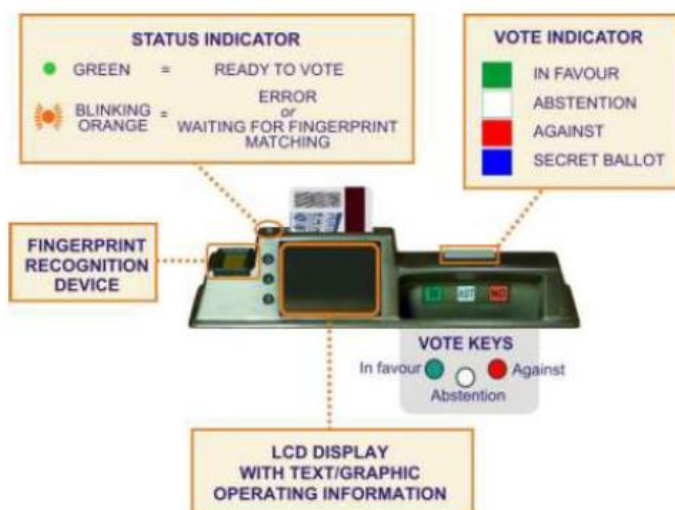 STATUS INDICATOR
GREEN = READY TO VOTE
BLINKING ORANGE = ERROR
or
WAITING FOR FINGERPRINT
MATCHING
VOTE INDICATOR
IN FAVOUR
ABSTENTION
AGAINST
SECRET BALLOT
FINGERPRINT
RECOGNITION
DEVICE
AST
NO
VOTE KEYS
In favour
Against
Abstention
LCD DISPLAY
WITH TEXT/GRAPHIC
OPERATING INFORMATION